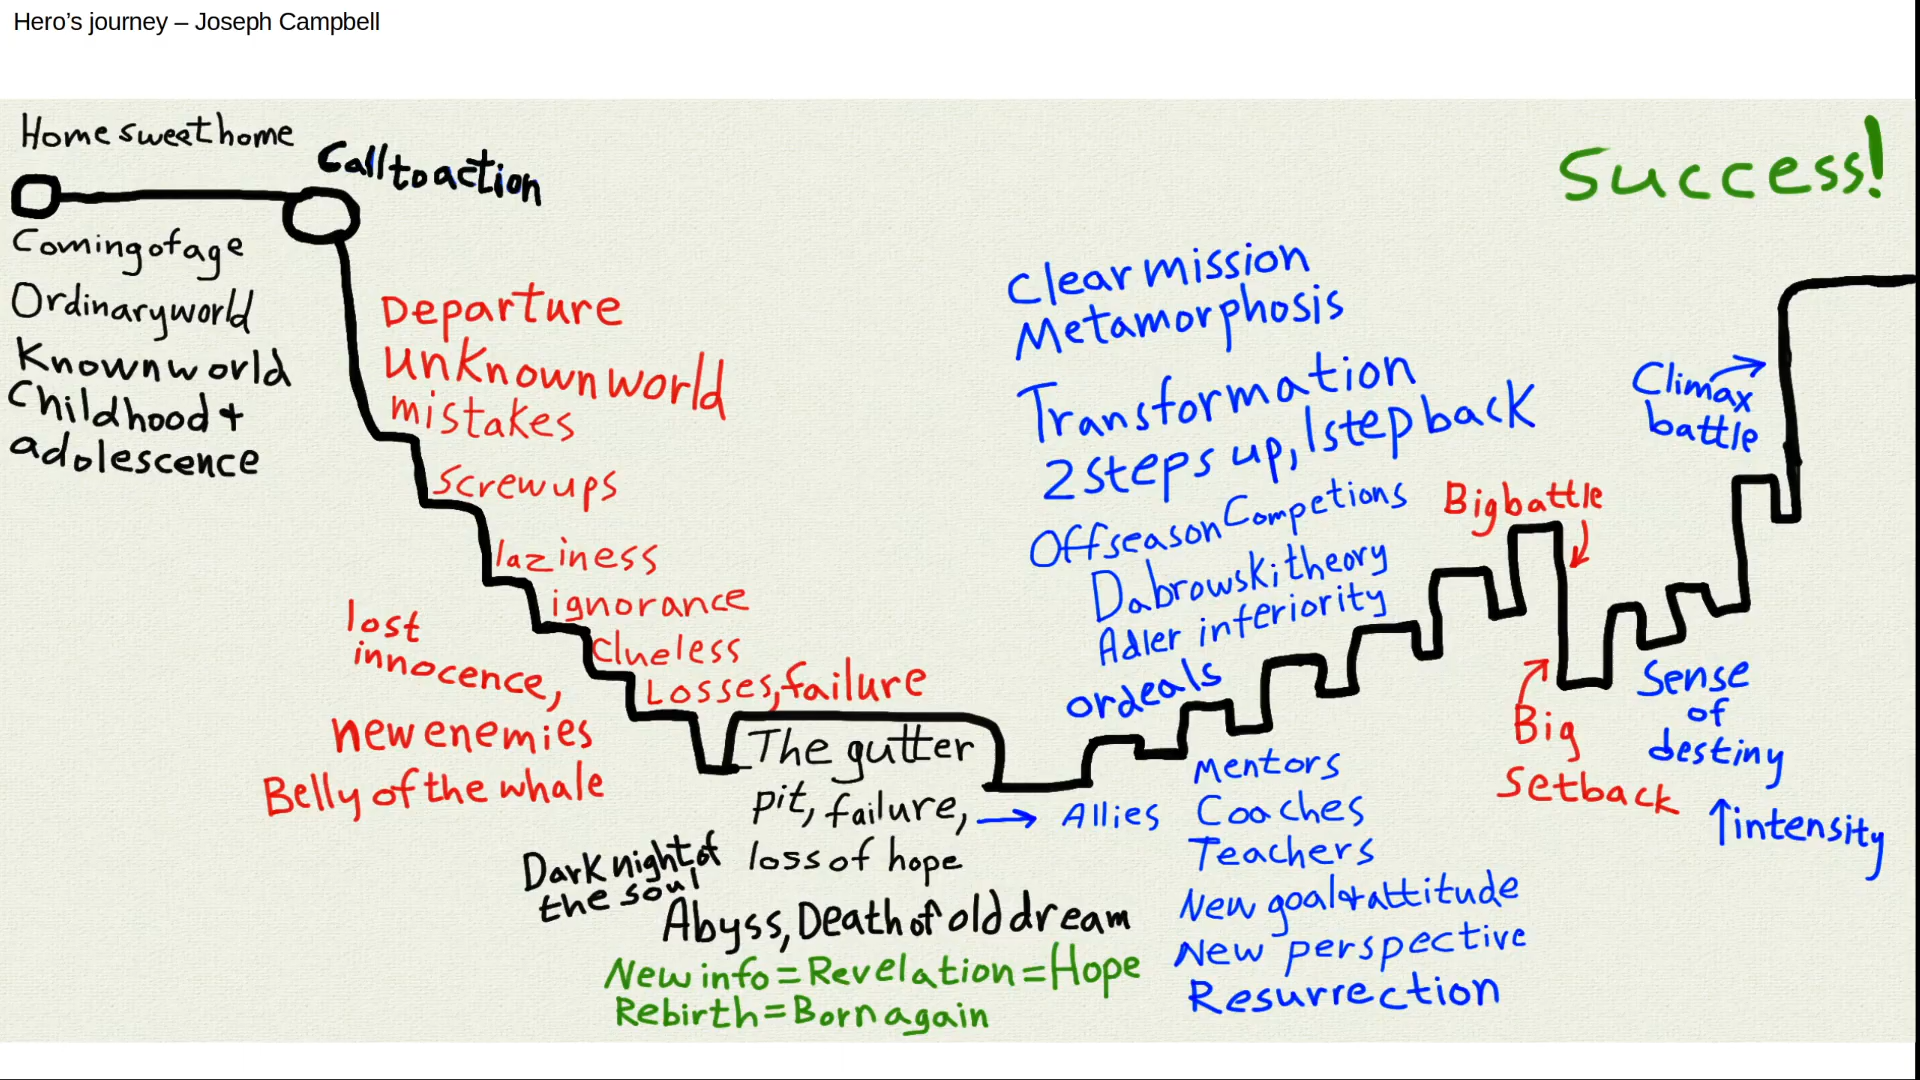 Hero's journey – Joseph Campbell
Home sweet home
Call to action
Coming of age
Ordinary world
Known world
Childhood +
adolescence
Departure
unknown world
mistakes
screw ups
laziness
ignorance
Clueless
Losses, failure
lost
innocence,
new enemies
Belly of the whale
The gutter
pit, failure,
loss of hope
Dark night of
the soul
Abyss, Death of old dream
New info = Revelation = Hope
Rebirth = Born again
Allies
Mentors
Coaches
Teachers
New goal & attitude
New perspective
Resurrection
Clear mission
Metamorphosis
Transformation
2 steps up, 1 step back
Offseason Competions
Dabrowski theory
Adler inferiority
ordeals
Big battle
Big
Setback
Sense
of
destiny
↑ intensity
Climax
battle
Success!